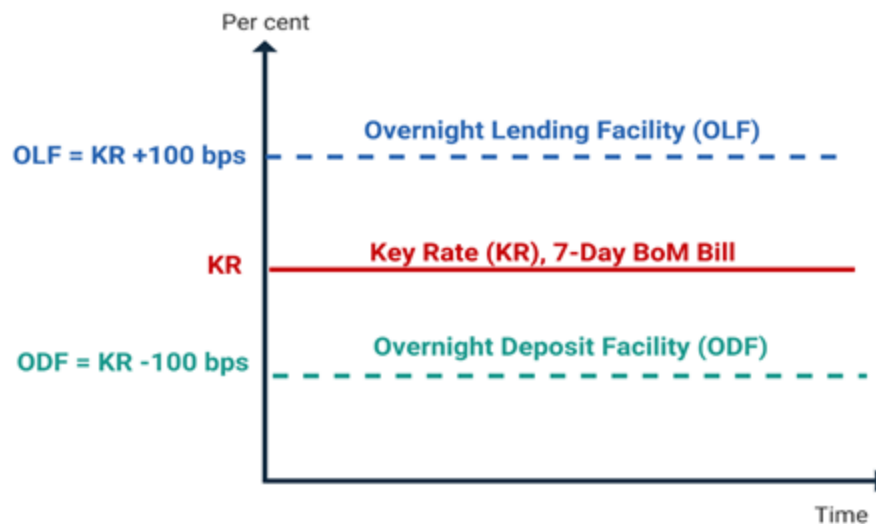 Per cent
Overnight Lending Facility (OLF)
OLF = KR +100 bps
Key Rate (KR), 7-Day BoM Bill
KR
Overnight Deposit Facility (ODF)
ODF = KR -100 bps
Time